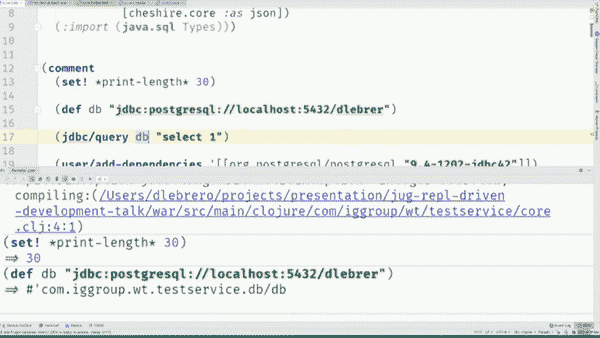 [cheshire.core :as json])
9 (:import (java.sql Types)))
10
11
12 (comment
13 (set! *print-length* 30)
14
15 (def db "jdbc:postgresql://localhost:5432/dlebrer")
16
17 (jdbc/query db "select 1")
18
19 (user/add-dependencies '[[org.postgresql/postgresql "9.4-1202-jdbc42"]])
compiling:(/Users/dlebrero/projects/presentation/jug-repl-driven
-development-talk/war/src/main/clojure/com/iggroup/wt/testservice/core
.clj:4:1)
(set! *print-length* 30)
=> 30
(def db "jdbc:postgresql://localhost:5432/dlebrer")
=> #'com.iggroup.wt.testservice.db/db